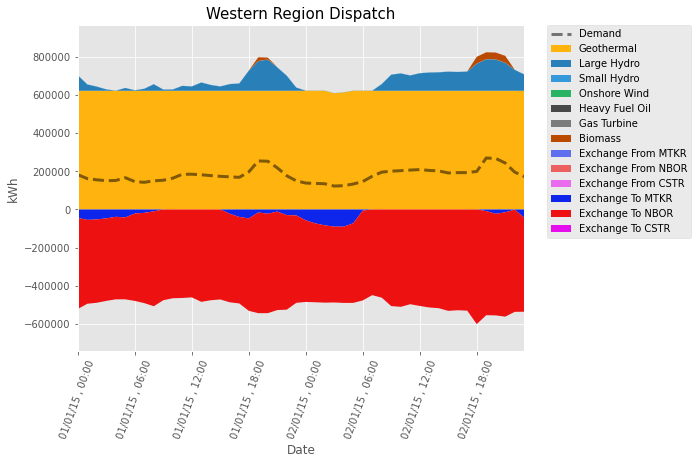 Western Region Dispatch
kWh
800000
600000
400000
200000
0
−200000
−400000
−600000
01/01/15 , 00:00
01/01/15 , 06:00
01/01/15 , 12:00
01/01/15 , 18:00
02/01/15 , 00:00
02/01/15 , 06:00
02/01/15 , 12:00
02/01/15 , 18:00
Date
Demand
Geothermal
Large Hydro
Small Hydro
Onshore Wind
Heavy Fuel Oil
Gas Turbine
Biomass
Exchange From MTKR
Exchange From NBOR
Exchange From CSTR
Exchange To MTKR
Exchange To NBOR
Exchange To CSTR